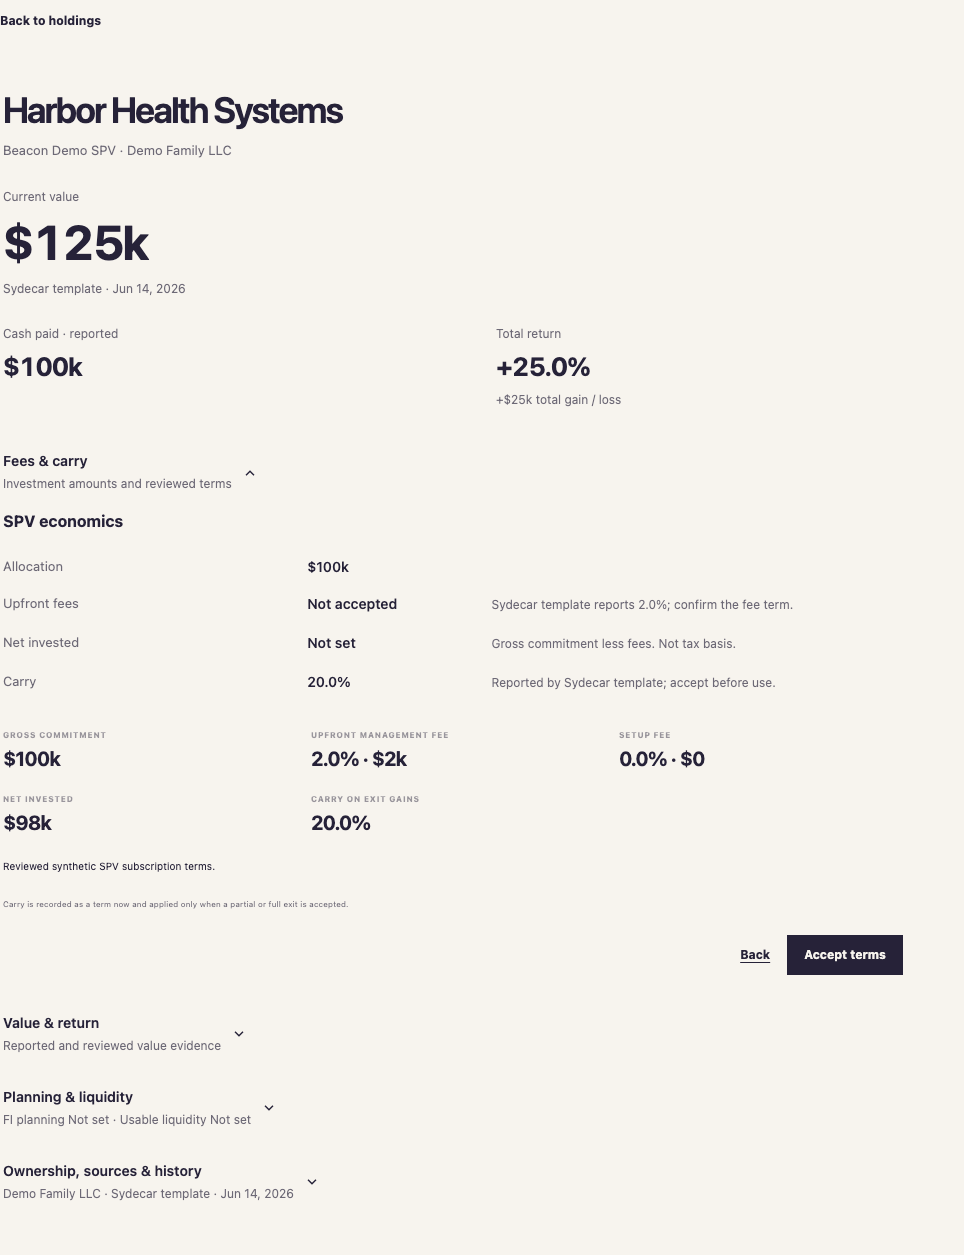 Back to holdings
Harbor Health Systems
Beacon Demo SPV · Demo Family LLC
Current value
$125k
Sydecar template · Jun 14, 2026
Cash paid · reported
$100k
Total return
+25.0%
+$25k total gain / loss
Fees & carry
Investment amounts and reviewed terms
SPV economics
Allocation $100k
Upfront fees Not accepted Sydecar template reports 2.0%; confirm the fee term.
Net invested Not set Gross commitment less fees. Not tax basis.
Carry 20.0% Reported by Sydecar template; accept before use.
GROSS COMMITMENT
$100k
UPFRONT MANAGEMENT FEE
2.0% · $2k
SETUP FEE
0.0% · $0
NET INVESTED
$98k
CARRY ON EXIT GAINS
20.0%
Reviewed synthetic SPV subscription terms.
Carry is recorded as a term now and applied only when a partial or full exit is accepted.
Back
Accept terms
Value & return
Reported and reviewed value evidence
Planning & liquidity
FI planning Not set · Usable liquidity Not set
Ownership, sources & history
Demo Family LLC · Sydecar template · Jun 14, 2026